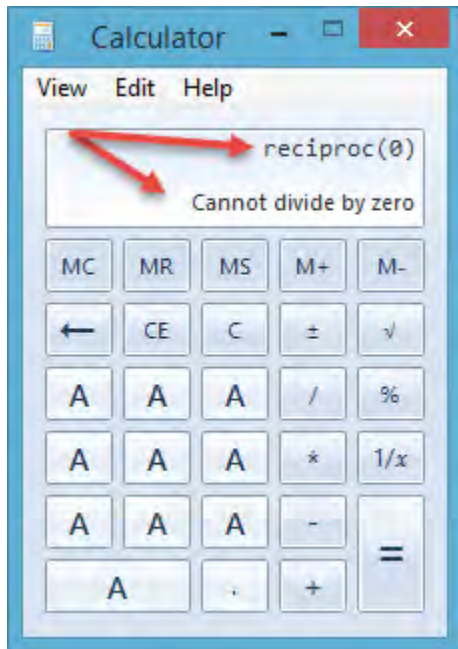 Calculator
View Edit Help
reciproc(0)
Cannot divide by zero
MC MR MS M+ M-
← CE C ± √
A A A / %
A A A * 1/x
A A A - =
A . +